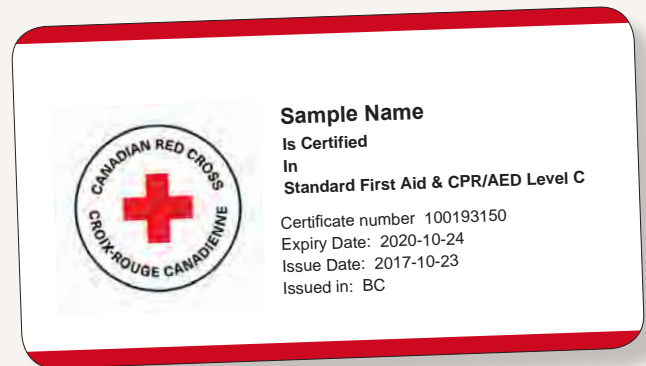 CANADIAN RED CROSS
CROIX-ROUGE CANADIENNE
Sample Name
Is Certified
In
Standard First Aid & CPR/AED Level C
Certificate number 100193150
Expiry Date: 2020-10-24
Issue Date: 2017-10-23
Issued in: BC